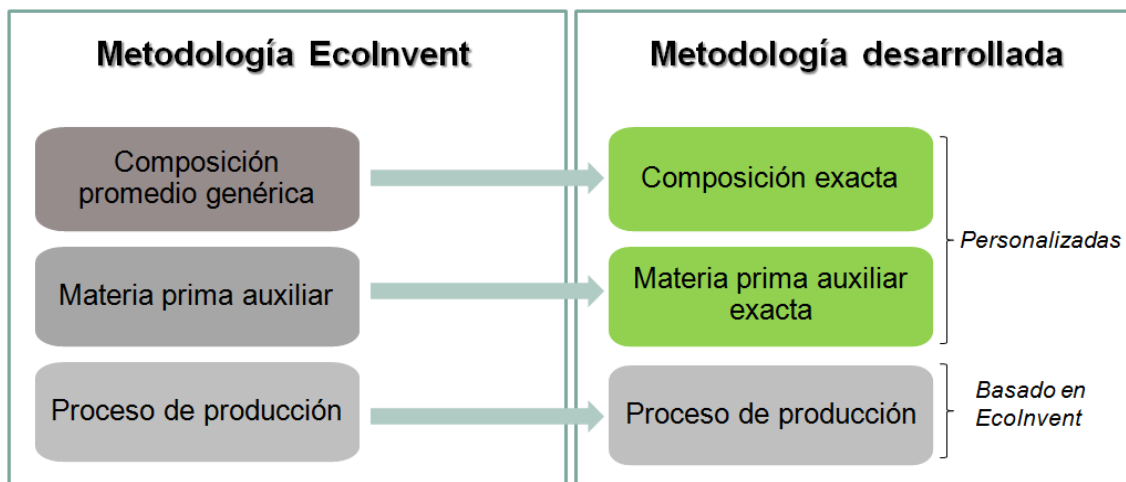 Metodología EcoInvent
Composición
promedio genérica
Materia prima auxiliar
Proceso de producción
Metodología desarrollada
Composición exacta
Materia prima auxiliar
exacta
Personalizadas
Proceso de producción
Basado en
EcoInvent